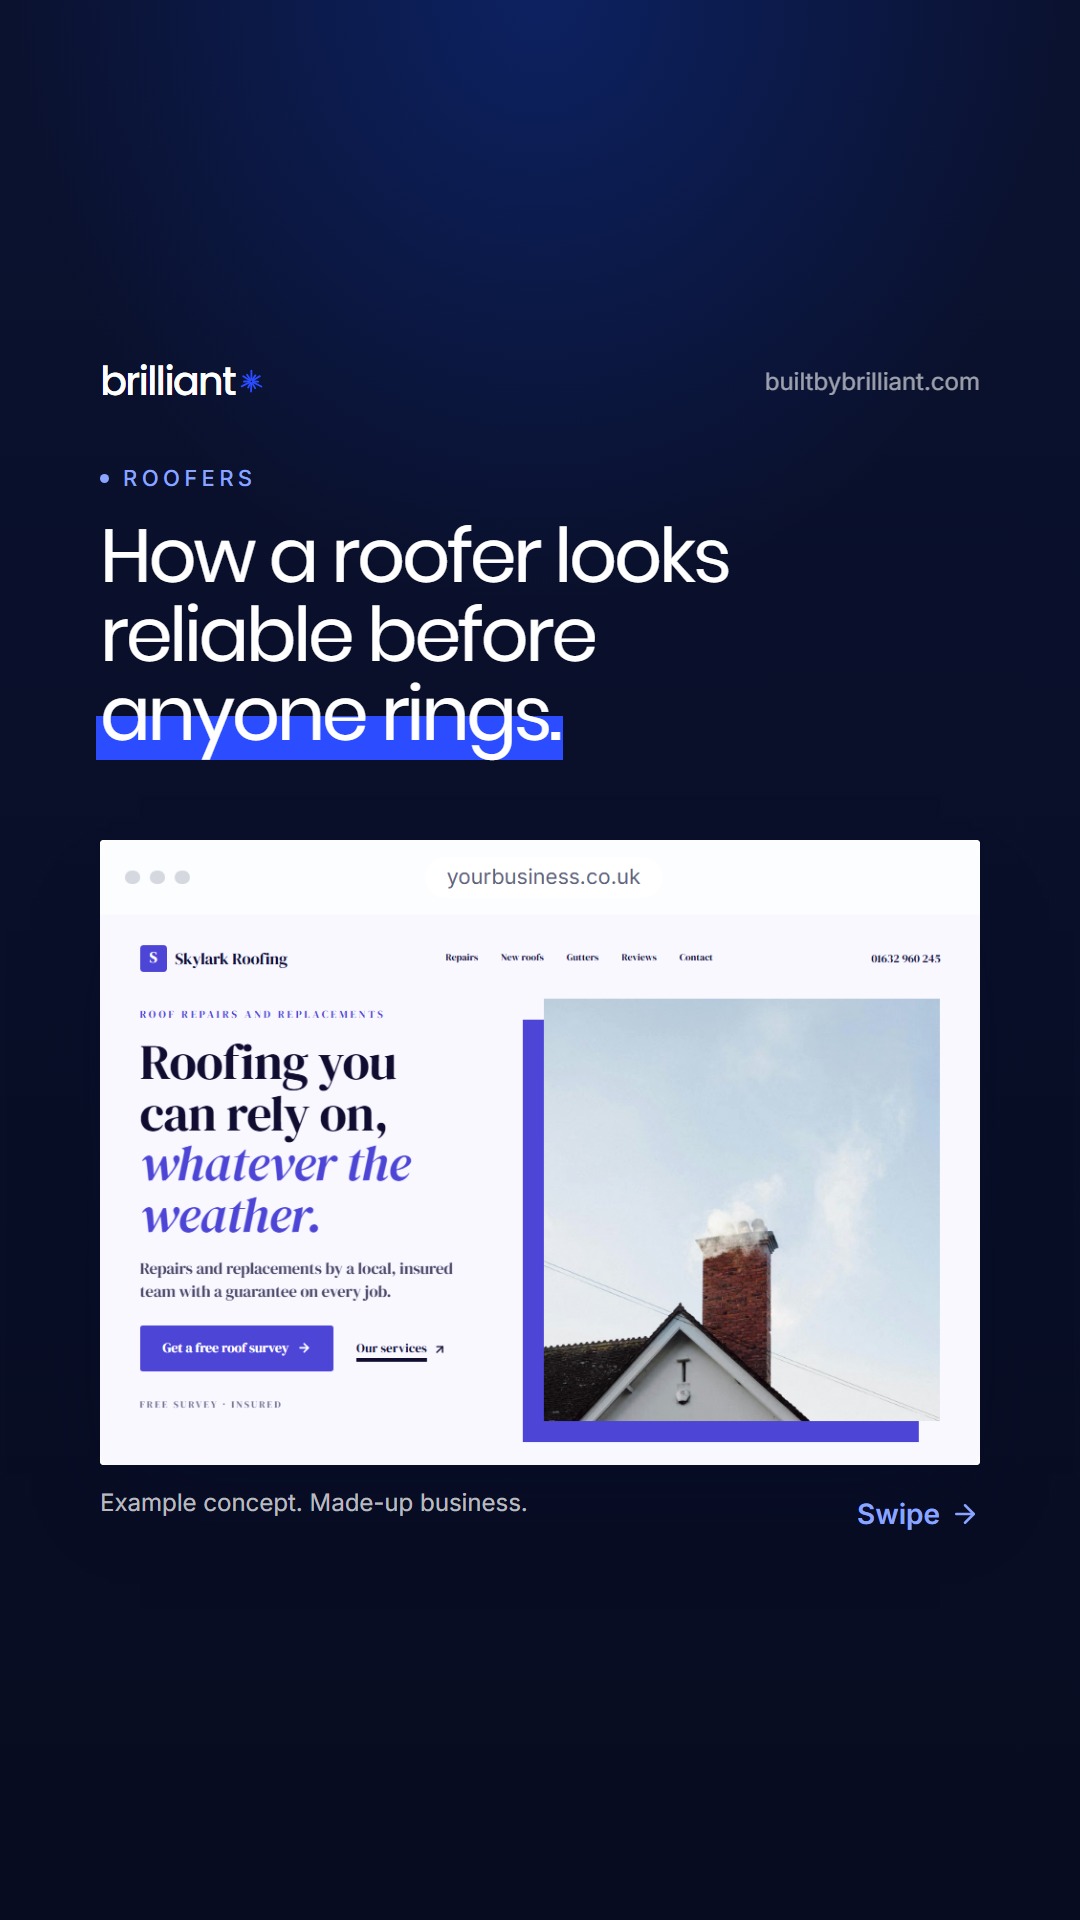 brilliant
builtbybrilliant.com
ROOFERS
How a roofer looks
reliable before
anyone rings.
yourbusiness.co.uk
S Skylark Roofing
Repairs New roofs Gutters Reviews Contact
01632 960 245
ROOF REPAIRS AND REPLACEMENTS
Roofing you
can rely on,
whatever the
weather.
Repairs and replacements by a local, insured
team with a guarantee on every job.
Get a free roof survey →
Our services ↗
FREE SURVEY · INSURED
Example concept. Made-up business.
Swipe →